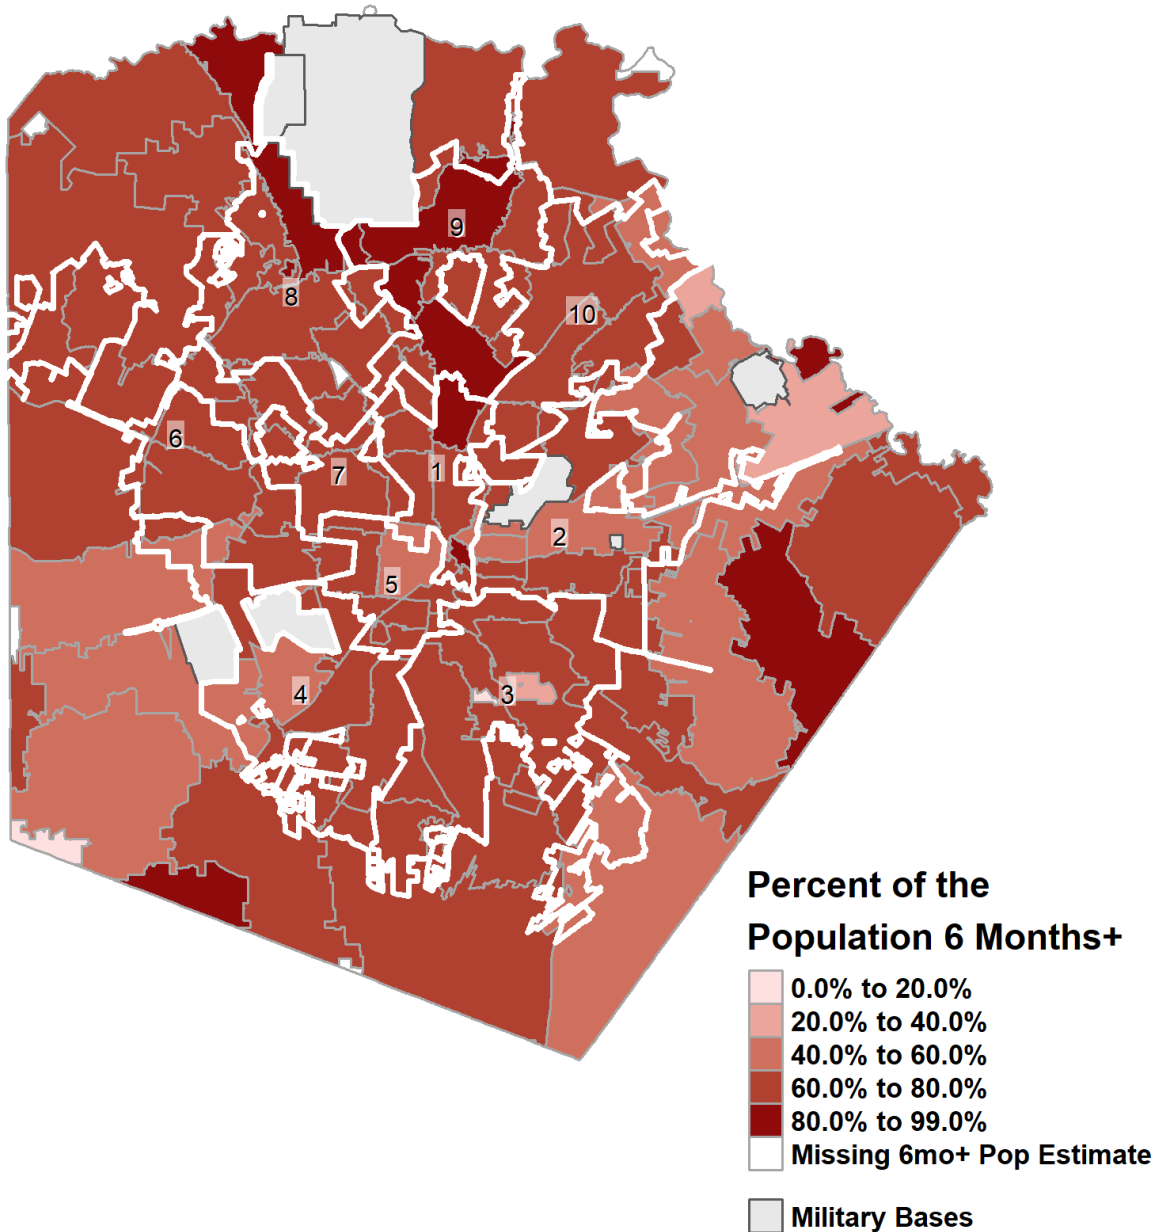 9
8
10
6
7
1
2
5
4
3
Percent of the
Population 6 Months+
0.0% to 20.0%
20.0% to 40.0%
40.0% to 60.0%
60.0% to 80.0%
80.0% to 99.0%
Missing 6mo+ Pop Estimate
Military Bases